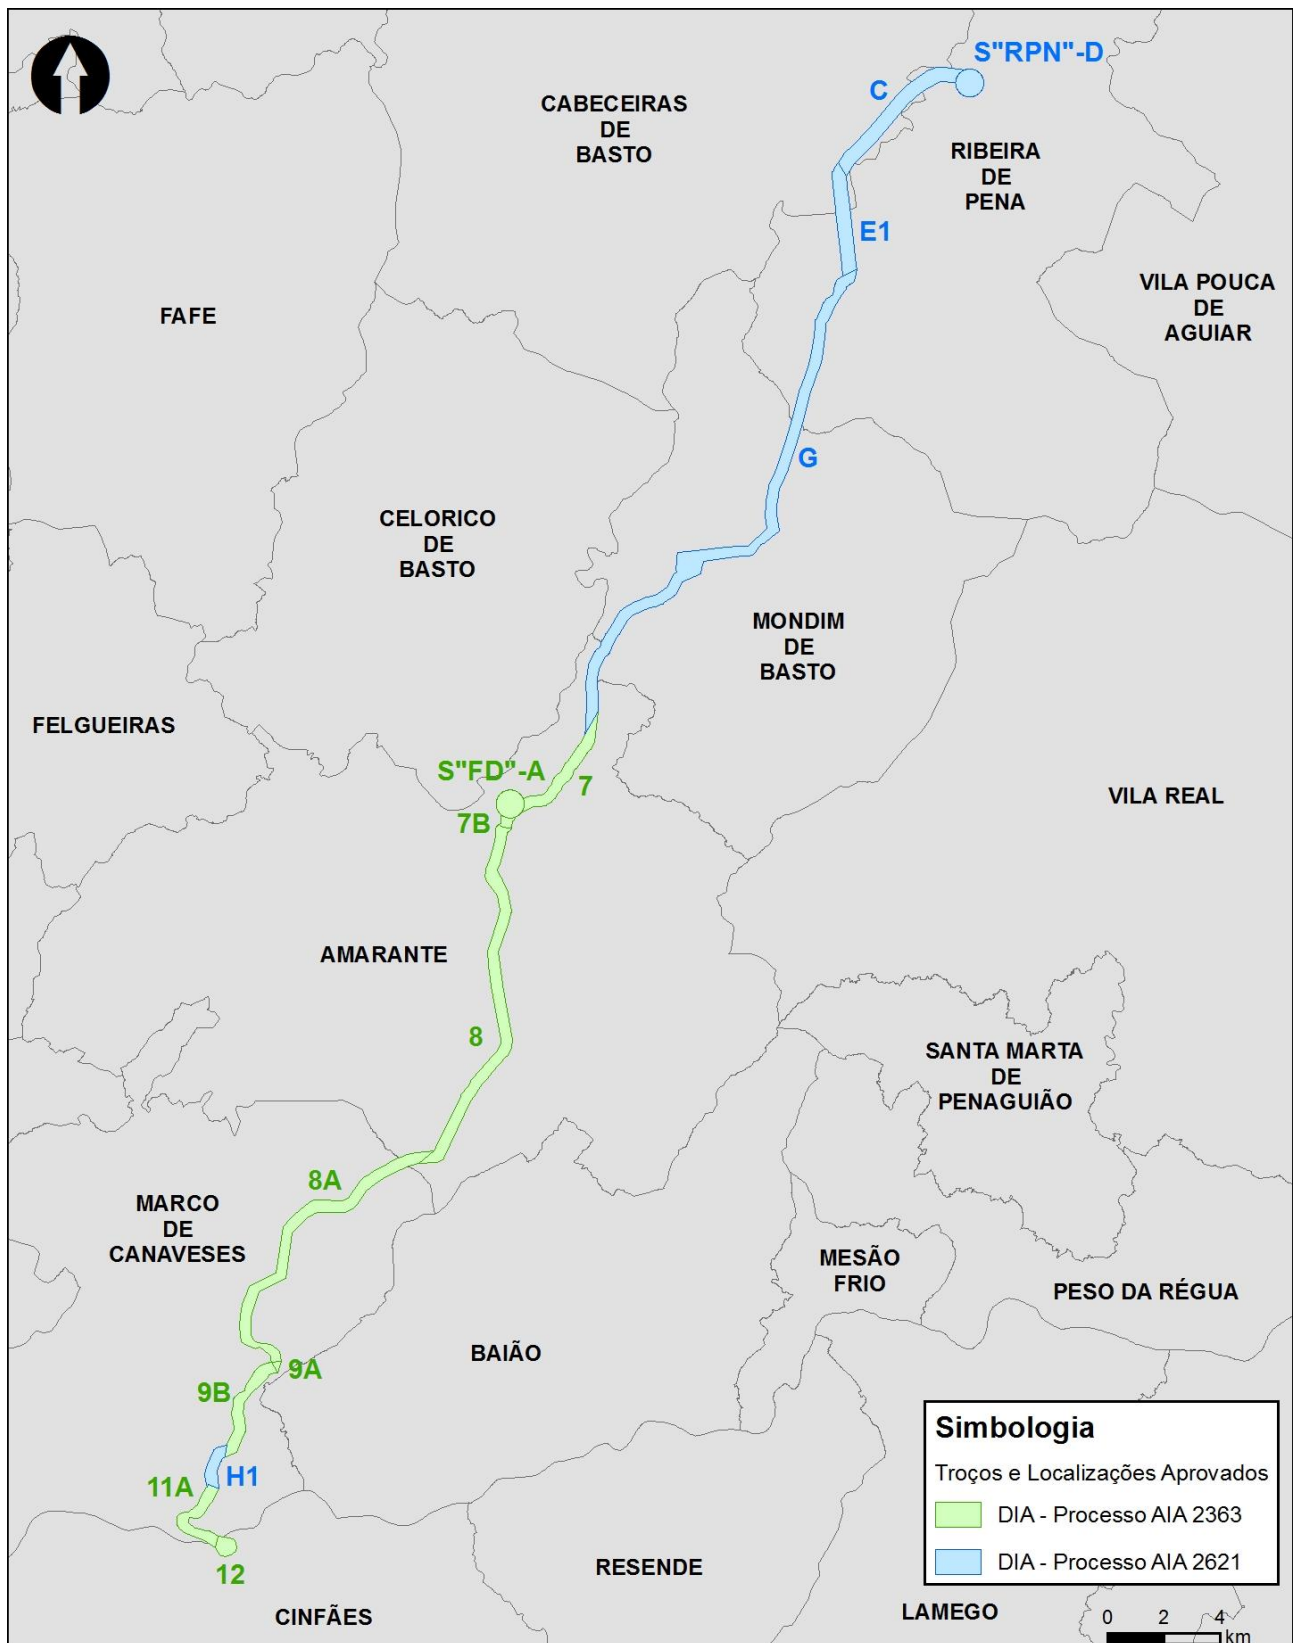 S"RPN"-D
C
CABECEIRAS
DE
BASTO
RIBEIRA
DE
PENA
E1
VILA POUCA
DE
AGUIAR
FAFE
G
CELORICO
DE
BASTO
MONDIM
DE
BASTO
FELGUEIRAS
S"FD"-A
7
7B
VILA REAL
AMARANTE
8
SANTA MARTA
DE
PENAGUIÃO
8A
MARCO
DE
CANAVESES
MESÃO
FRIO
PESO DA RÉGUA
BAIÃO
9A
9B
H1
11A
12
CINFÃES
RESENDE
LAMEGO
Simbologia
Troços e Localizações Aprovados
DIA - Processo AIA 2363
DIA - Processo AIA 2621
0 2 4
km